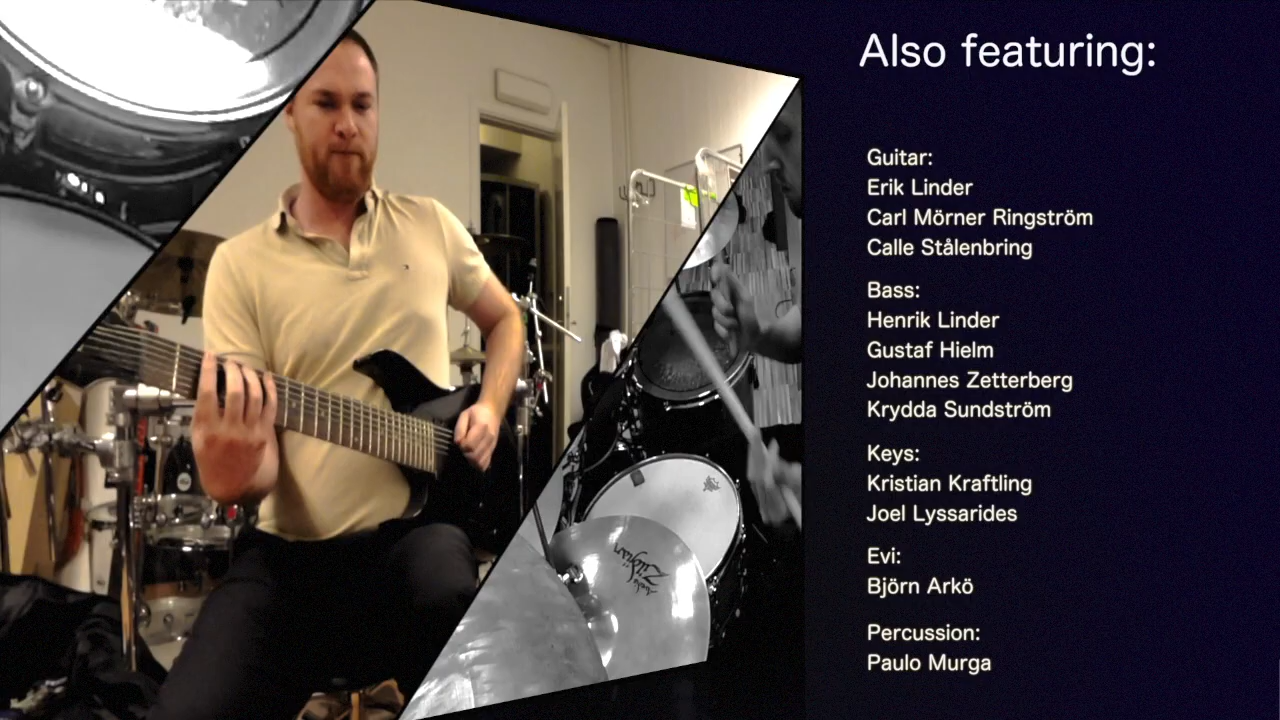 Also featuring:
Guitar:
Erik Linder
Carl Mörner Ringström
Calle Stålenbring
Bass:
Henrik Linder
Gustaf Hielm
Johannes Zetterberg
Krydda Sundström
Keys:
Kristian Kraftling
Joel Lyssarides
Evi:
Björn Arkö
Percussion:
Paulo Murga
Zildjian